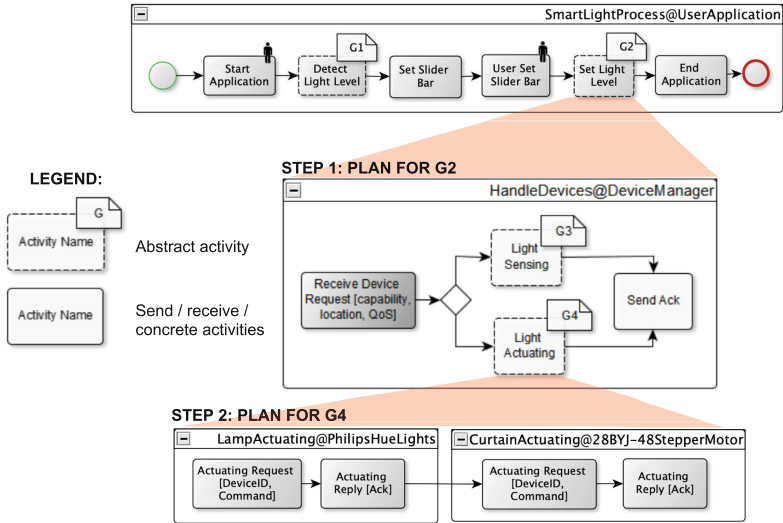 SmartLightProcess@UserApplication
Start
Application
G1
Detect
Light Level
Set Slider
Bar
User Set
Slider Bar
G2
Set Light
Level
End
Application
LEGEND:
G
Activity Name
Abstract activity
Activity Name
Send / receive /
concrete activities
STEP 1: PLAN FOR G2
HandleDevices@DeviceManager
Receive Device
Request [capability,
location, QoS]
G3
Light
Sensing
G4
Light
Actuating
Send Ack
STEP 2: PLAN FOR G4
LampActuating@PhilipsHueLights
Actuating Request
[DeviceID,
Command]
Actuating
Reply [Ack]
CurtainActuating@28BYJ-48StepperMotor
Actuating Request
[DeviceID,
Command]
Actuating
Reply [Ack]